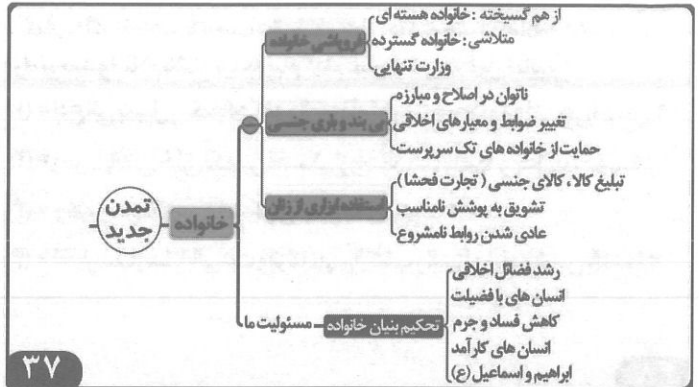 تمدن جدید
خانواده
فروپاشی خانواده
از هم گسیخته : خانواده هسته ای
متلاشی : خانواده گسترده
وزارت تنهایی
بی بند و باری جنسی
ناتوان در اصلاح و مبارزه
تغییر ضوابط و معیارهای اخلاقی
حمایت از خانواده های تک سرپرست
استفاده ابزاری از زنان
تبلیغ کالا ، کالای جنسی ( تجارت فحشا )
تشویق به پوشش نامناسب
عادی شدن روابط نامشروع
مسئولیت ما
تحکیم بنیان خانواده
رشد فضائل اخلاقی
انسان های با فضیلت
کاهش فساد و جرم
انسان های کارآمد
ابراهیم و اسماعیل (ع)
۳۷